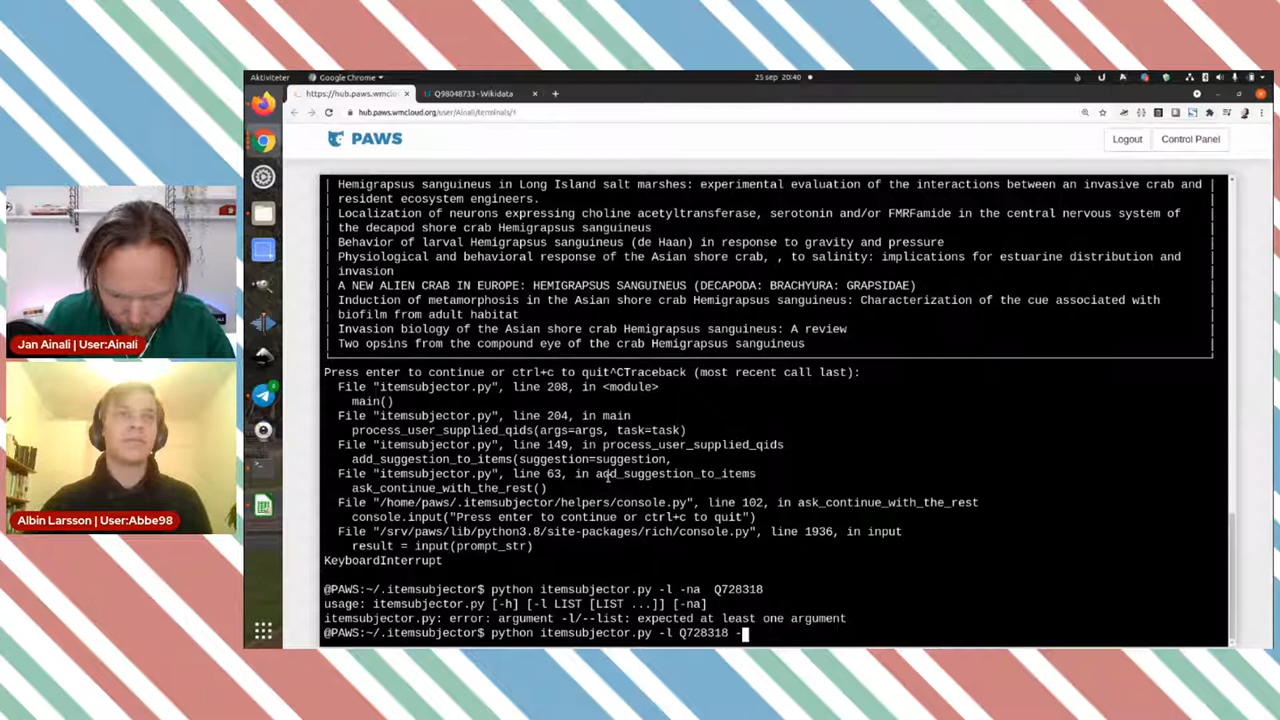 Aktiviteter
Google Chrome
25 sep 20:40
https://hub.paws.wmclou
Q98048733 - Wikidata
hub.paws.wmcloud.org/user/Ainali/terminals/1
PAWS
Logout
Control Panel
Hemigrapsus sanguineus in Long Island salt marshes: experimental evaluation of the interactions between an invasive crab and
resident ecosystem engineers.
Localization of neurons expressing choline acetyltransferase, serotonin and/or FMRFamide in the central nervous system of
the decapod shore crab Hemigrapsus sanguineus
Behavior of larval Hemigrapsus sanguineus (de Haan) in response to gravity and pressure
Physiological and behavioral response of the Asian shore crab, , to salinity: implications for estuarine distribution and
invasion
A NEW ALIEN CRAB IN EUROPE: HEMIGRAPSUS SANGUINEUS (DECAPODA: BRACHYURA: GRAPSIDAE)
Induction of metamorphosis in the Asian shore crab Hemigrapsus sanguineus: Characterization of the cue associated with
biofilm from adult habitat
Invasion biology of the Asian shore crab Hemigrapsus sanguineus: A review
Two opsins from the compound eye of the crab Hemigrapsus sanguineus
Press enter to continue or ctrl+c to quit^CTraceback (most recent call last):
File "itemsubjector.py", line 208, in <module>
main()
File "itemsubjector.py", line 204, in main
process_user_supplied_qids(args=args, task=task)
File "itemsubjector.py", line 149, in process_user_supplied_qids
add_suggestion_to_items(suggestion=suggestion,
File "itemsubjector.py", line 63, in add_suggestion_to_items
ask_continue_with_the_rest()
File "/home/paws/.itemsubjector/helpers/console.py", line 102, in ask_continue_with_the_rest
console.input("Press enter to continue or ctrl+c to quit")
File "/srv/paws/lib/python3.8/site-packages/rich/console.py", line 1936, in input
result = input(prompt_str)
KeyboardInterrupt
@PAWS:~/.itemsubjector$ python itemsubjector.py -l -na  Q728318
usage: itemsubjector.py [-h] [-l LIST [LIST ...]] [-na]
itemsubjector.py: error: argument -l/--list: expected at least one argument
@PAWS:~/.itemsubjector$ python itemsubjector.py -l Q728318 -
Jan Ainali | User:Ainali
Albin Larsson | User:Abbe98